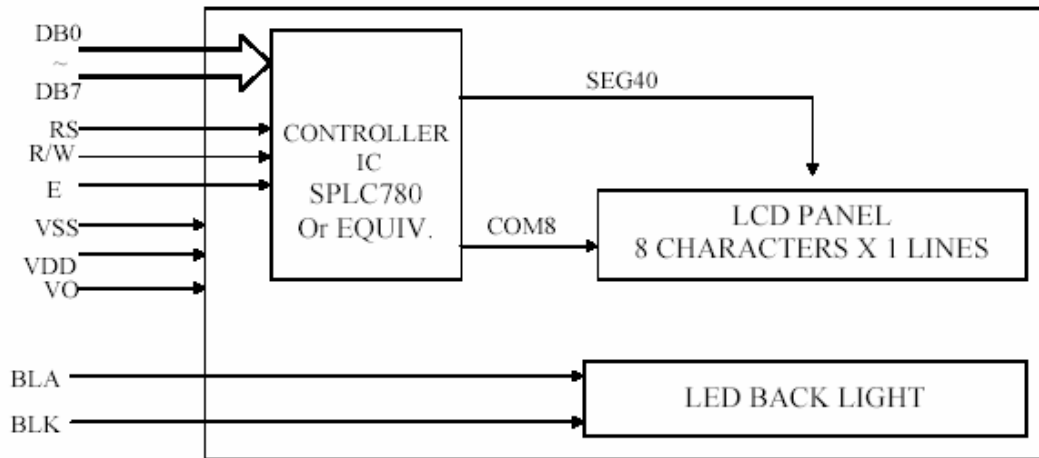 DB0
~
DB7
RS
R/W
E
VSS
VDD
VO
BLA
BLK
CONTROLLER
IC
SPLC780
Or EQUIV.
SEG40
COM8
LCD PANEL
8 CHARACTERS X 1 LINES
LED BACK LIGHT